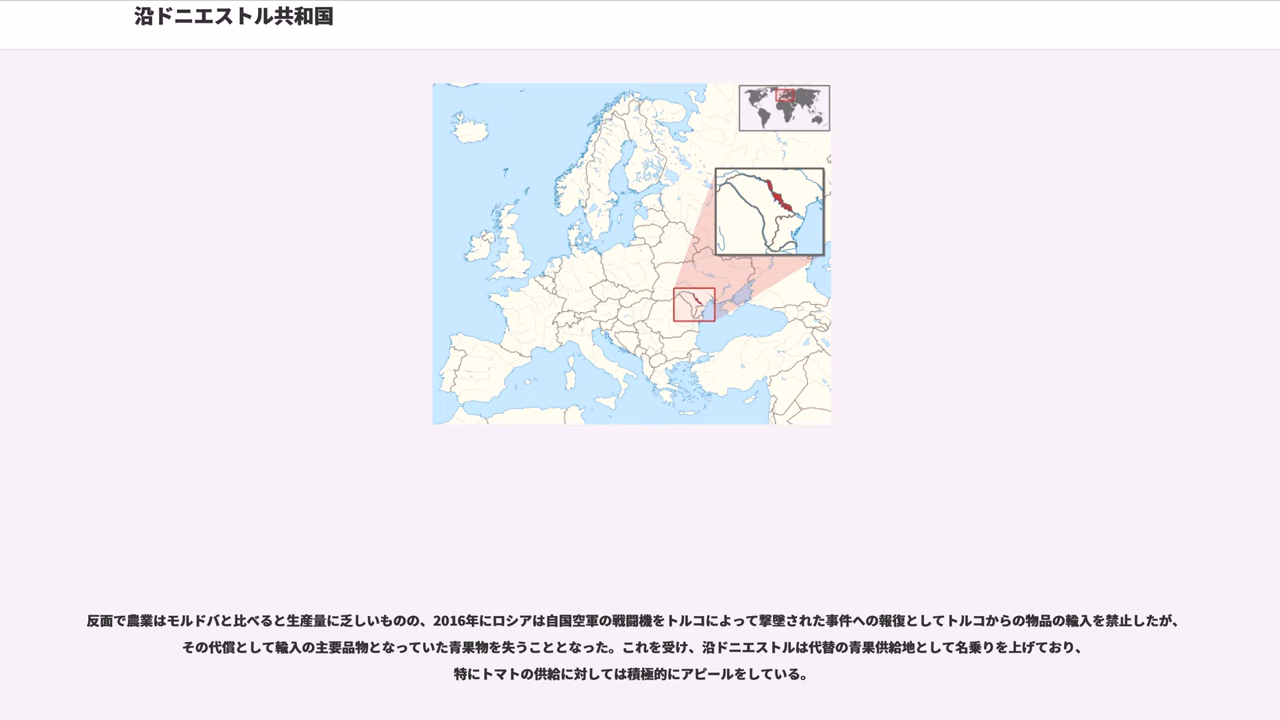 沿ドニエストル共和国
反面で農業はモルドバと比べると生産量に乏しいものの、2016年にロシアは自国空軍の戦闘機をトルコによって撃墜された事件への報復としてトルコからの物品の輸入を禁止したが、
その代償として輸入の主要品物となっていた青果物を失うこととなった。これを受け、沿ドニエストルは代替の青果供給地として名乗りを上げており、
特にトマトの供給に対しては積極的にアピールをしている。